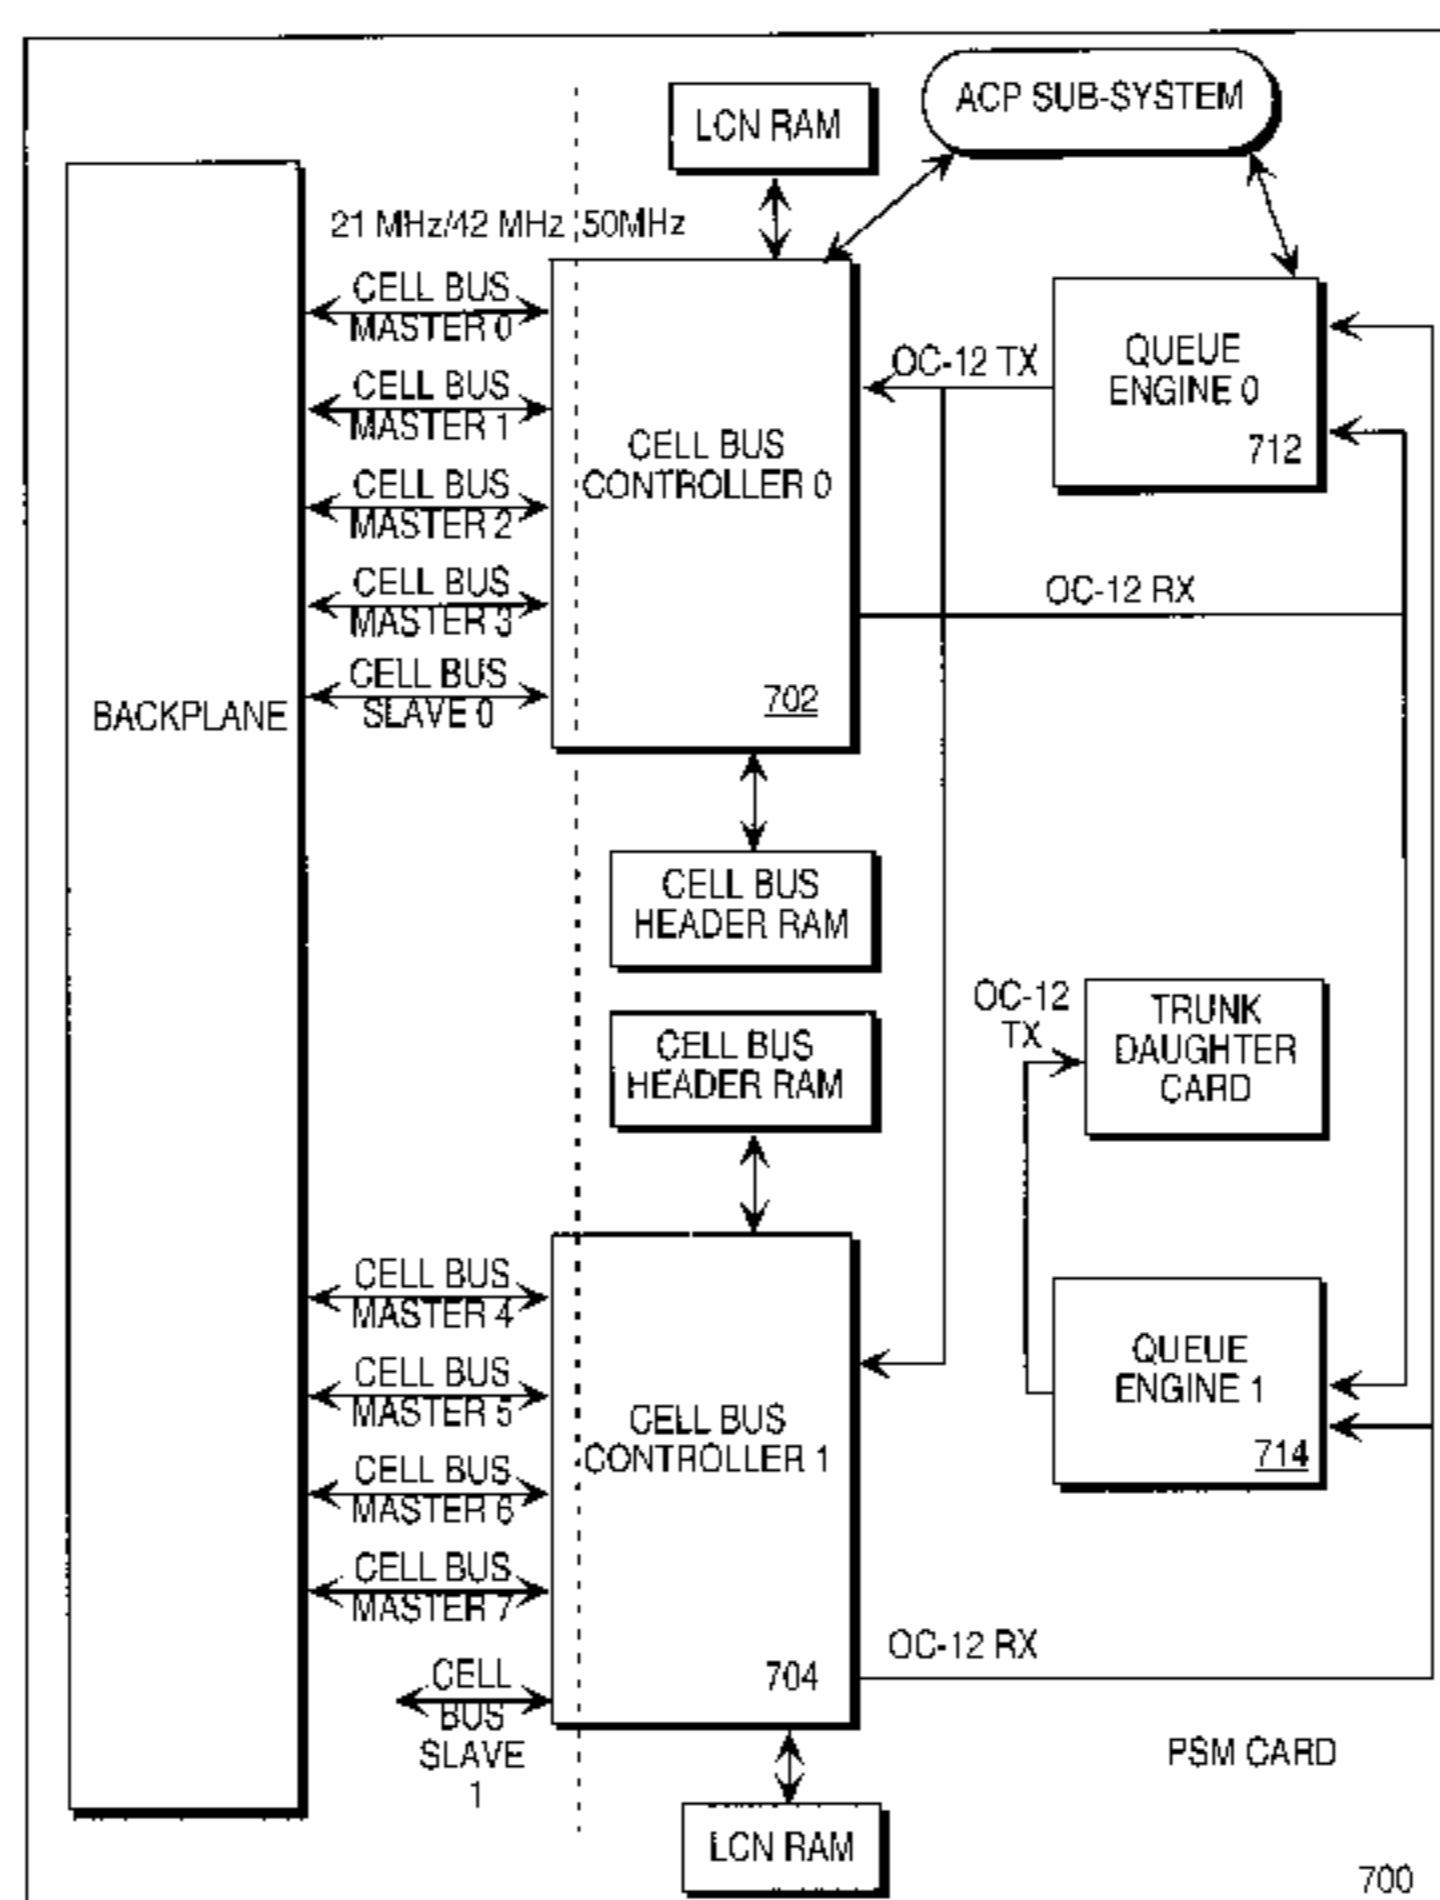 ACP SUB-SYSTEM
LCN RAM
21 MHz/42 MHz 50MHz
CELL BUS
MASTER 0
CELL BUS
MASTER 1
CELL BUS
MASTER 2
CELL BUS
MASTER 3
CELL BUS
SLAVE 0
BACKPLANE
CELL BUS
CONTROLLER 0
702
OC-12 TX
QUEUE
ENGINE 0
712
OC-12 RX
CELL BUS
HEADER RAM
CELL BUS
HEADER RAM
OC-12
TX
TRUNK
DAUGHTER
CARD
CELL BUS
MASTER 4
CELL BUS
MASTER 5
CELL BUS
MASTER 6
CELL BUS
MASTER 7
CELL
BUS
SLAVE
1
CELL BUS
CONTROLLER 1
704
QUEUE
ENGINE 1
714
OC-12 RX
PSM CARD
LCN RAM
700